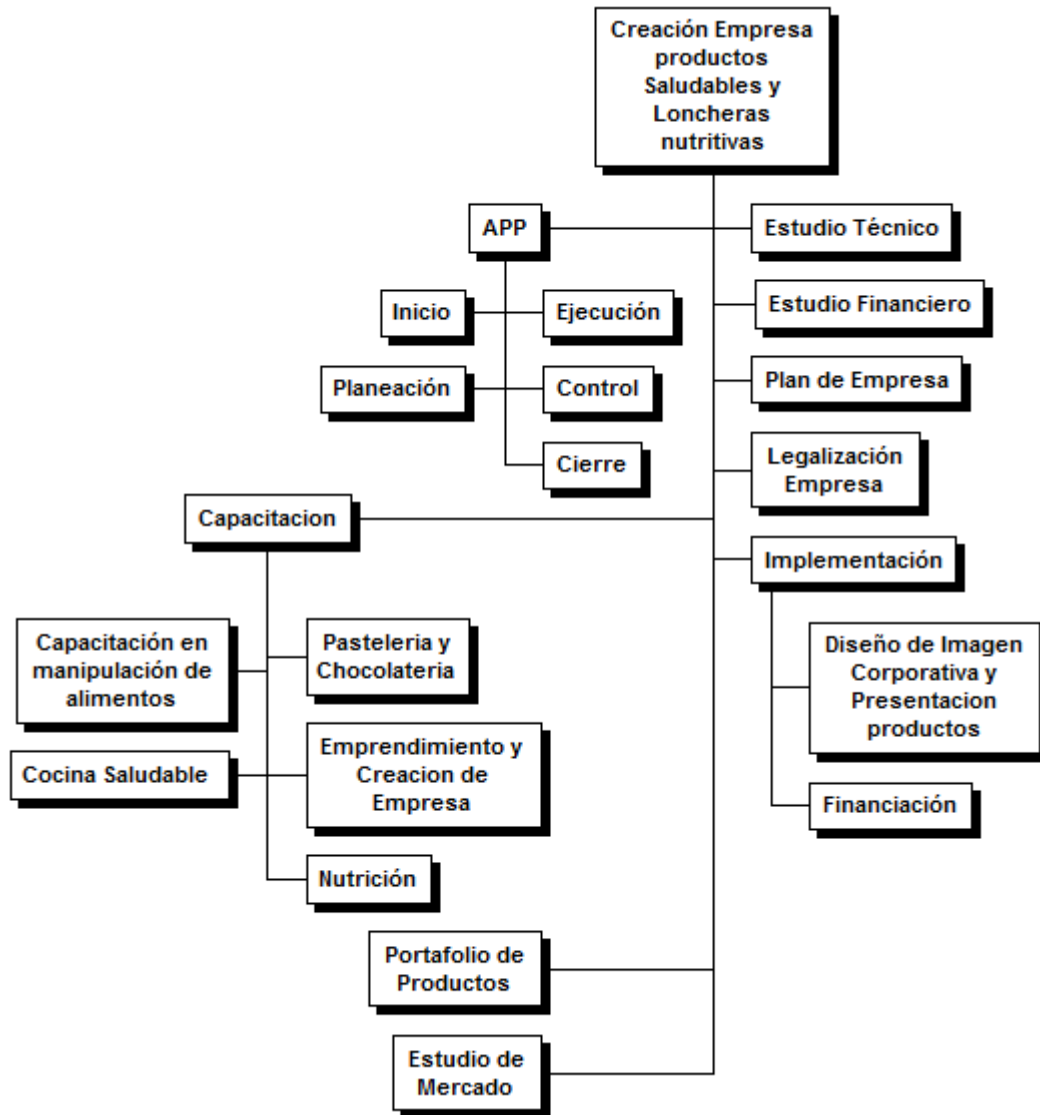 Creación Empresa
productos
Saludables y
Loncheras
nutritivas
APP
Estudio Técnico
Inicio
Ejecución
Estudio Financiero
Planeación
Control
Plan de Empresa
Cierre
Legalización
Empresa
Capacitacion
Implementación
Capacitación en
manipulación de
alimentos
Pasteleria y
Chocolateria
Diseño de Imagen
Corporativa y
Presentacion
productos
Cocina Saludable
Emprendimiento y
Creacion de
Empresa
Financiación
Nutrición
Portafolio de
Productos
Estudio de
Mercado